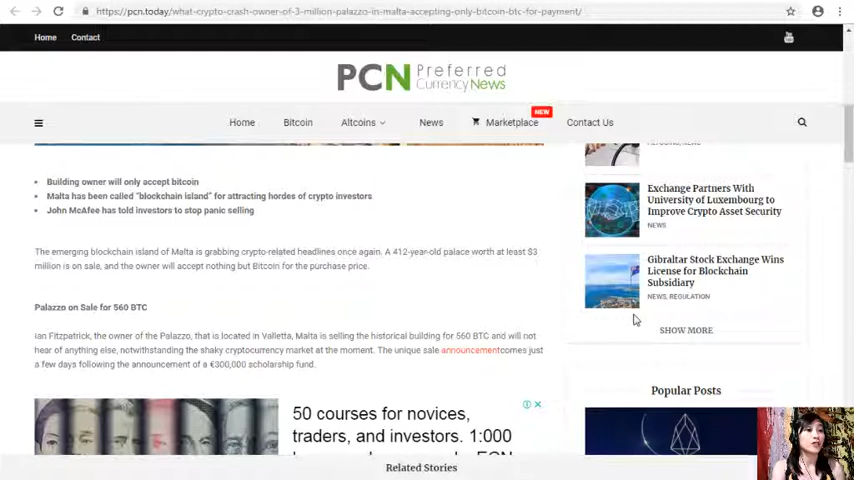 https://pcn.today/what-crypto-crash-owner-of-3-million-palazzo-in-malta-accepting-only-bitcoin-btc-for-payment/
Home Contact
PCN Preferred
Currency News
NEW
Home Bitcoin Altcoins News Marketplace Contact Us
Building owner will only accept bitcoin
Malta has been called "blockchain island" for attracting hordes of crypto investors
John McAfee has told investors to stop panic selling
The emerging blockchain island of Malta is grabbing crypto-related headlines once again. A 412-year-old palace worth at least $3
million is on sale, and the owner will accept nothing but Bitcoin for the purchase price.
Palazzo on Sale for 560 BTC
Ian Fitzpatrick, the owner of the Palazzo, that is located in Valletta, Malta is selling the historical building for 560 BTC and will not
hear of anything else, notwithstanding the shaky cryptocurrency market at the moment. The unique sale announcementcomes just
a few days following the announcement of a €300,000 scholarship fund.
50 courses for novices,
traders, and investors. 1:000
Exchange Partners With
University of Luxembourg to
Improve Crypto Asset Security
NEWS
Gibraltar Stock Exchange Wins
License for Blockchain
Subsidiary
NEWS, REGULATION
SHOW MORE
Popular Posts
Related Stories